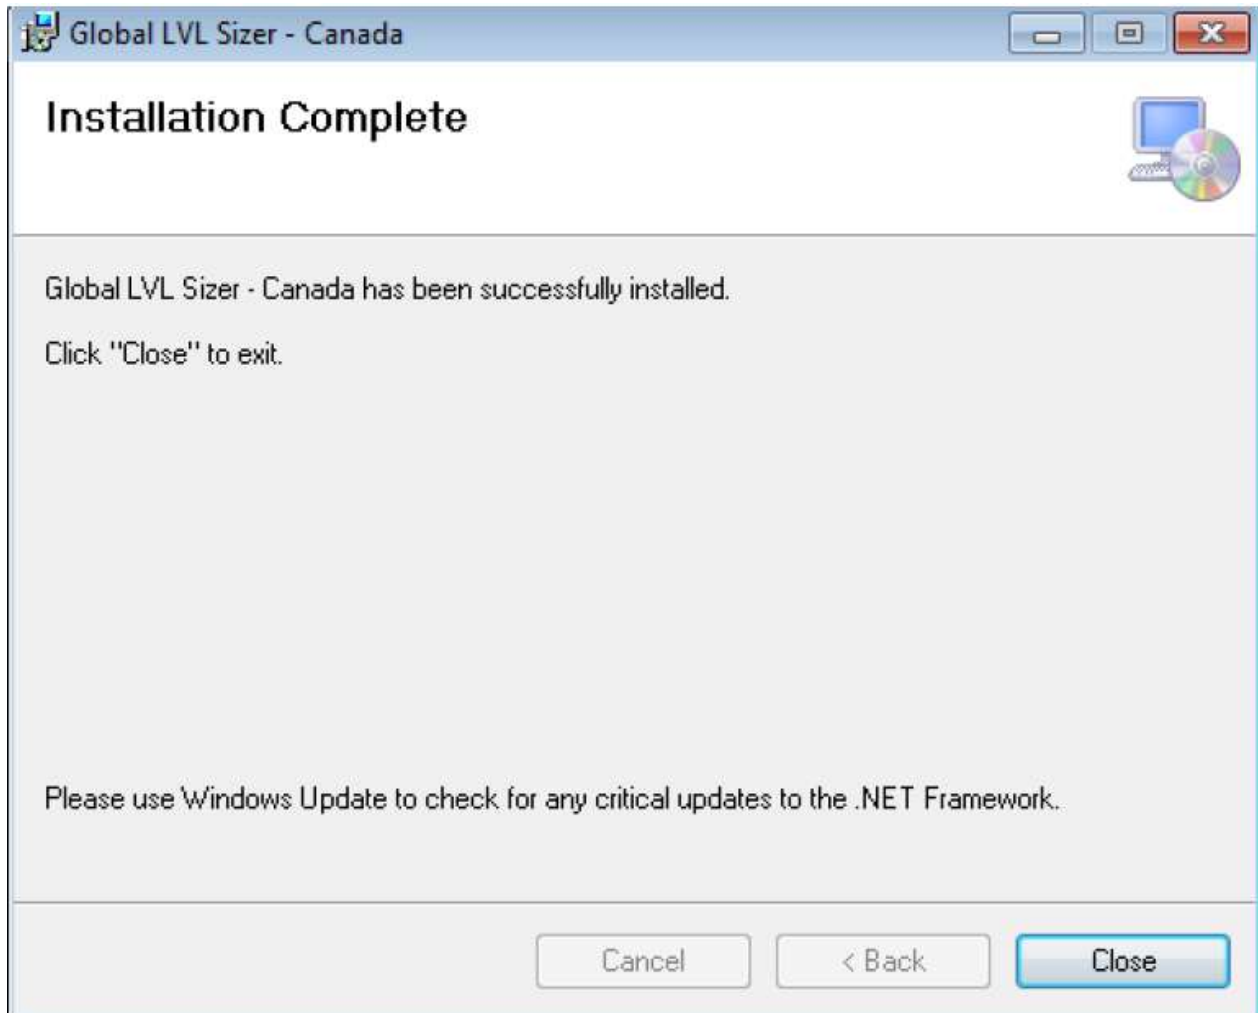 Global LVL Sizer - Canada
Installation Complete
Global LVL Sizer - Canada has been successfully installed.
Click "Close" to exit.
Please use Windows Update to check for any critical updates to the .NET Framework.
Cancel
< Back
Close